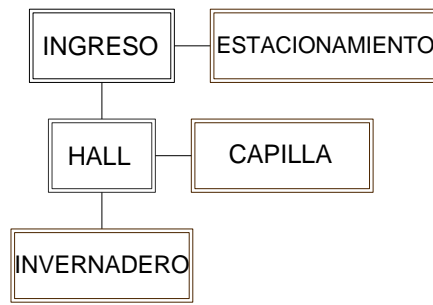 INGRESO
ESTACIONAMIENTO
HALL
CAPILLA
INVERNADERO